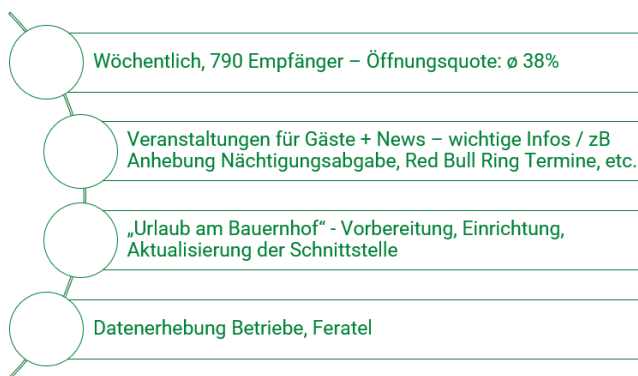 Wöchentlich, 790 Empfänger – Öffnungsquote: ø 38%
Veranstaltungen für Gäste + News – wichtige Infos / zB
Anhebung Nächtigungsabgabe, Red Bull Ring Termine, etc.
„Urlaub am Bauernhof“ - Vorbereitung, Einrichtung,
Aktualisierung der Schnittstelle
Datenerhebung Betriebe, Feratel